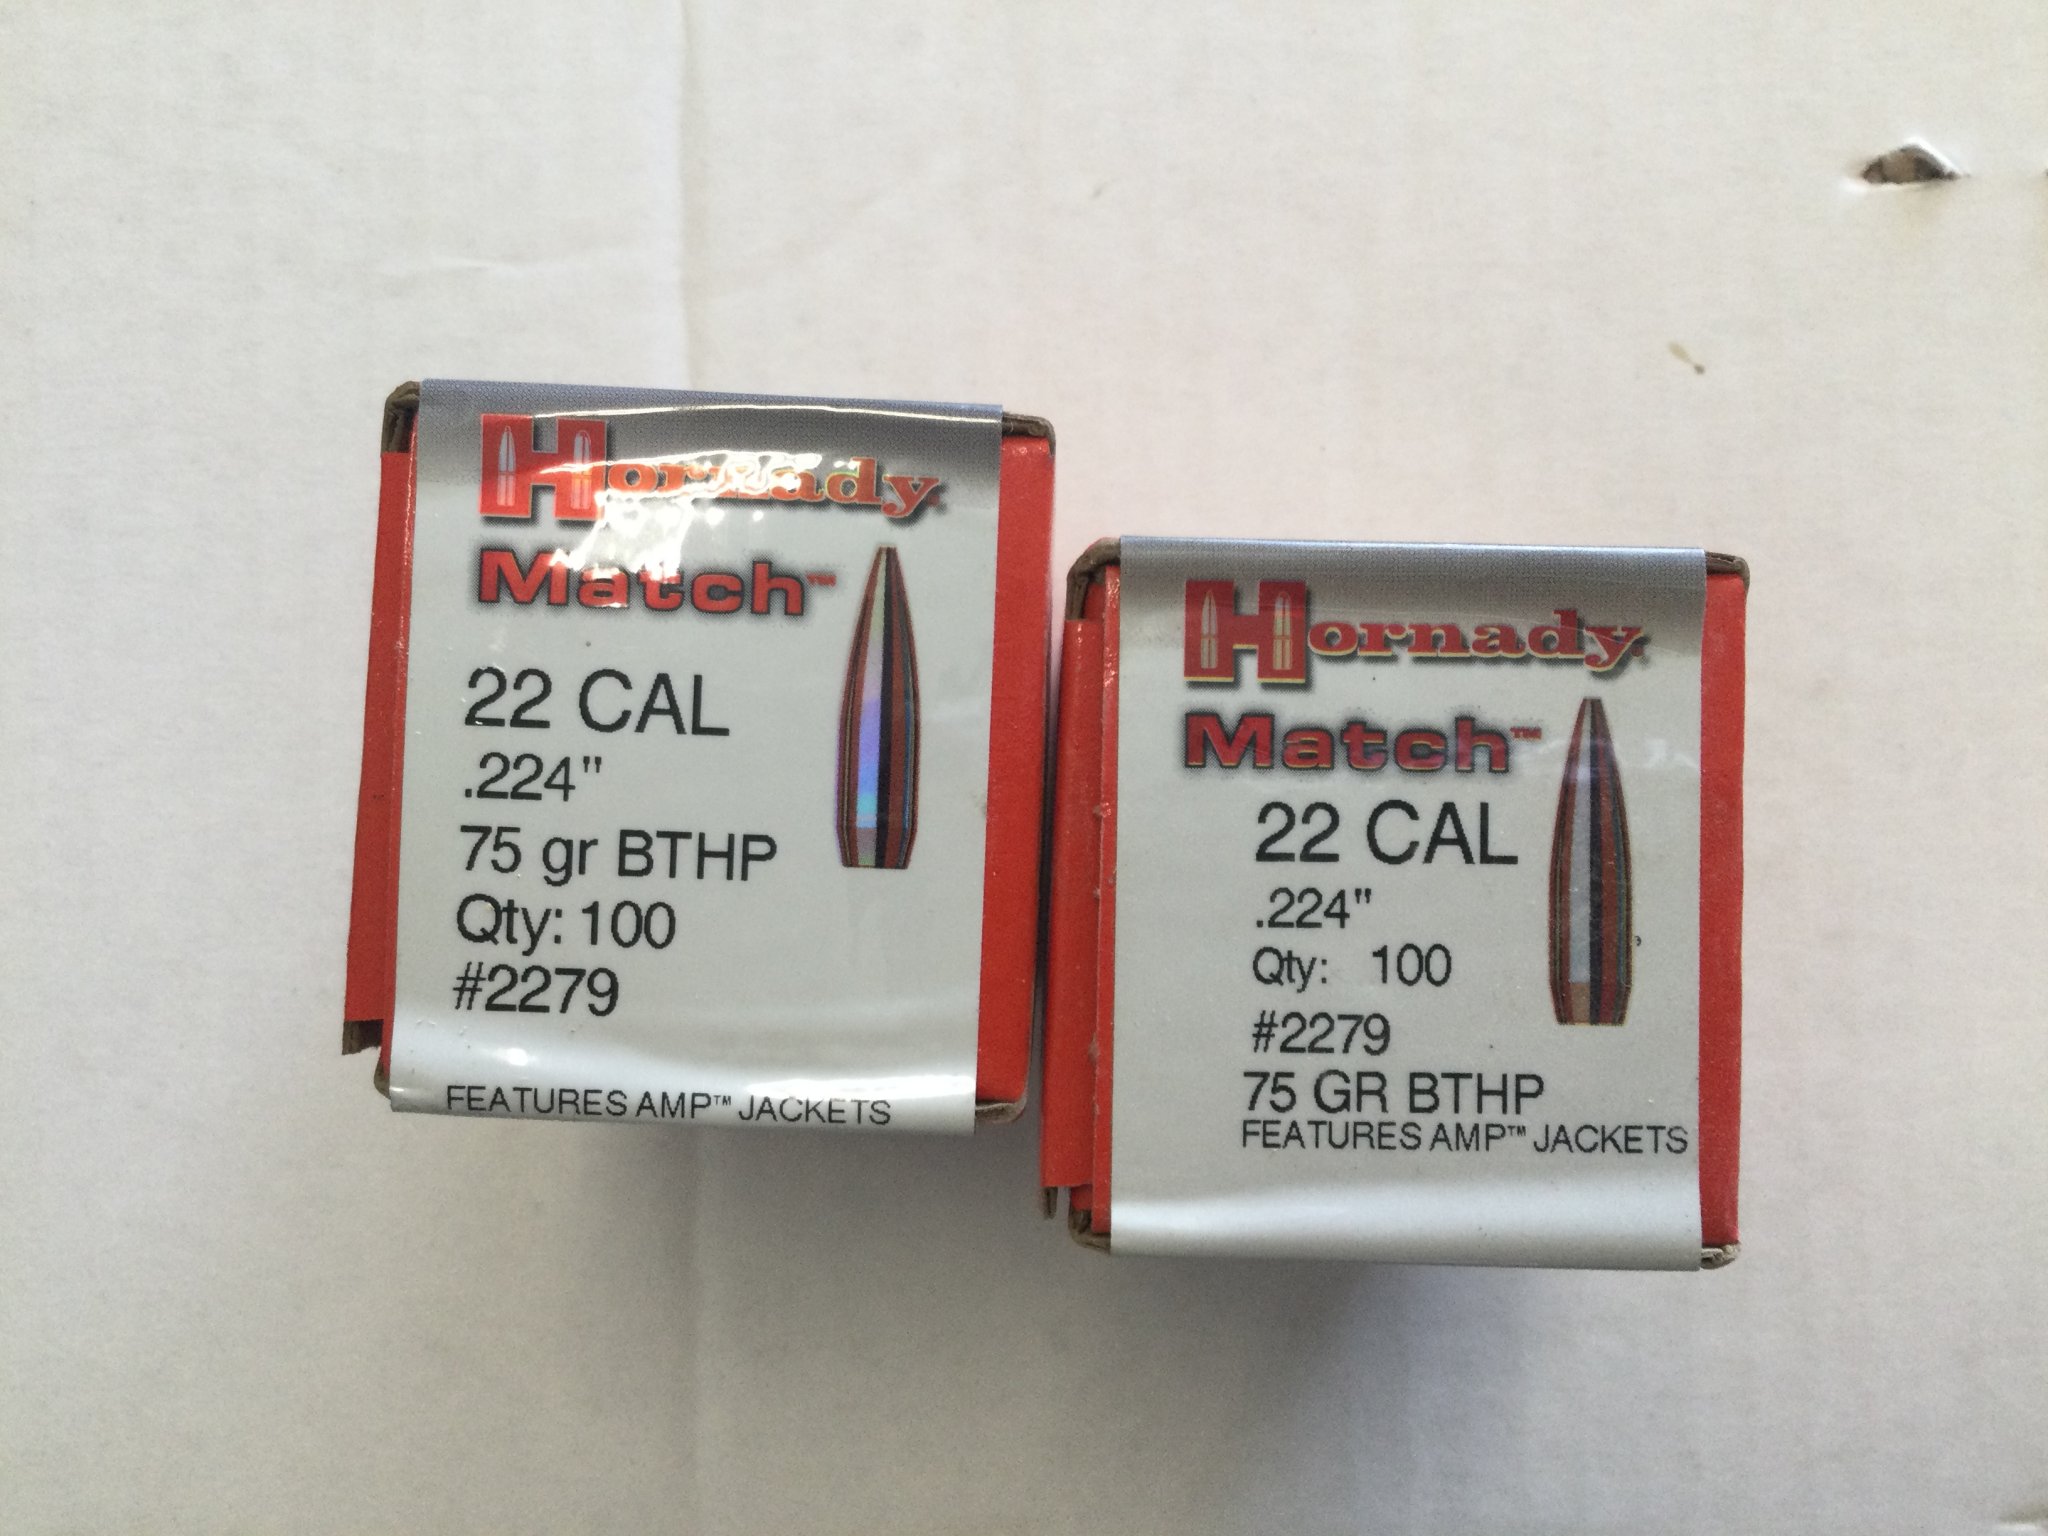 Hornady
Match™
22 CAL
.224"
75 gr BTHP
Qty: 100
#2279
FEATURES AMP™ JACKETS
Hornady
Match™
22 CAL
.224"
Qty: 100
#2279
75 GR BTHP
FEATURES AMP™ JACKETS